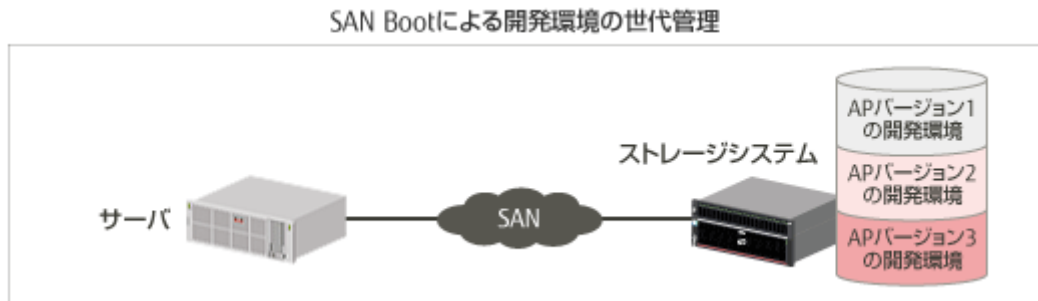 SAN Bootによる開発環境の世代管理
APバージョン1
の開発環境
ストレージシステム
APバージョン2
の開発環境
サーバ
SAN
APバージョン3
の開発環境